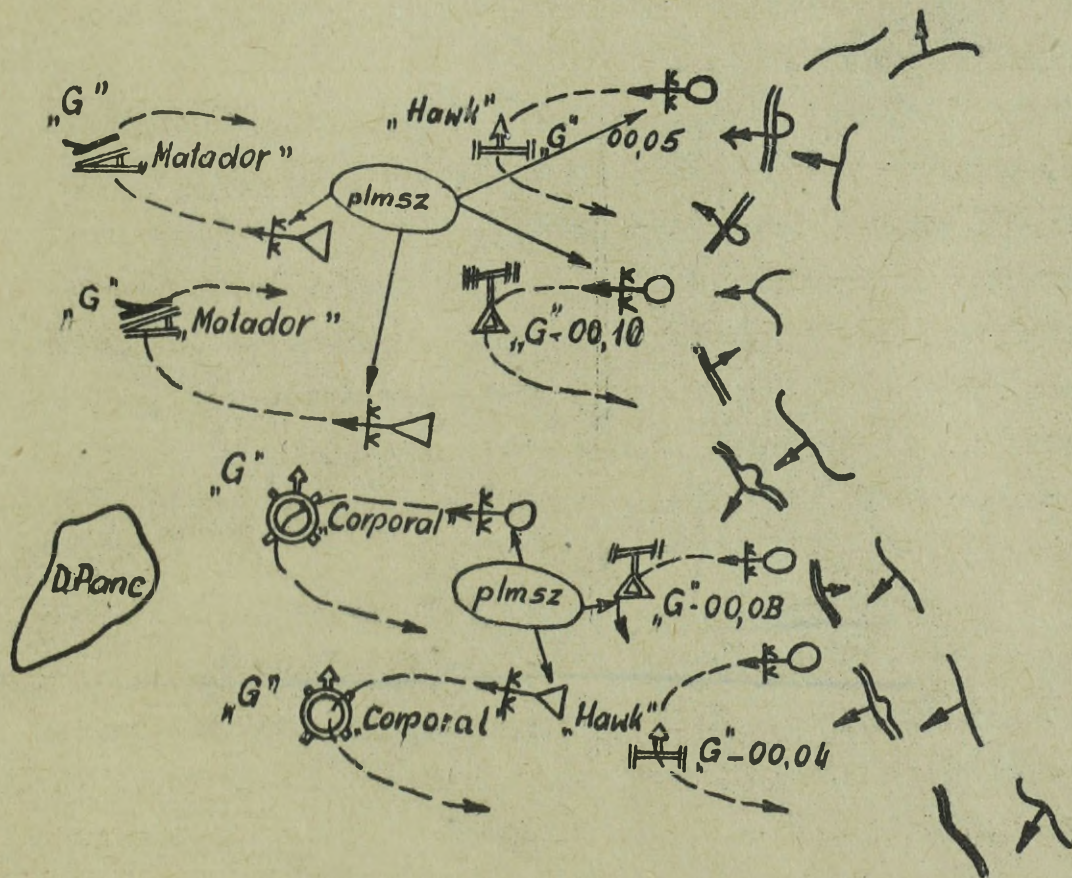 „G”
„Matador”
„Hawk”
„G” 00,05
plmsz
„G”
„Matador”
„G”-00,10
„G”
„Corporal”
D.Panc
plmsz
„G”-00,08
„G”
„Corporal”
„Hawk”
„G”-00,04